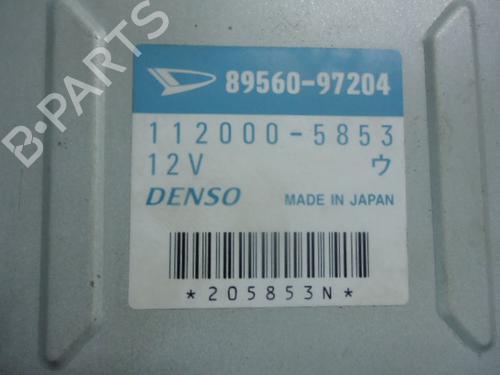 89560-97204
112000-5853
12V ウ
DENSO MADE IN JAPAN
*205853N*
B-PARTS